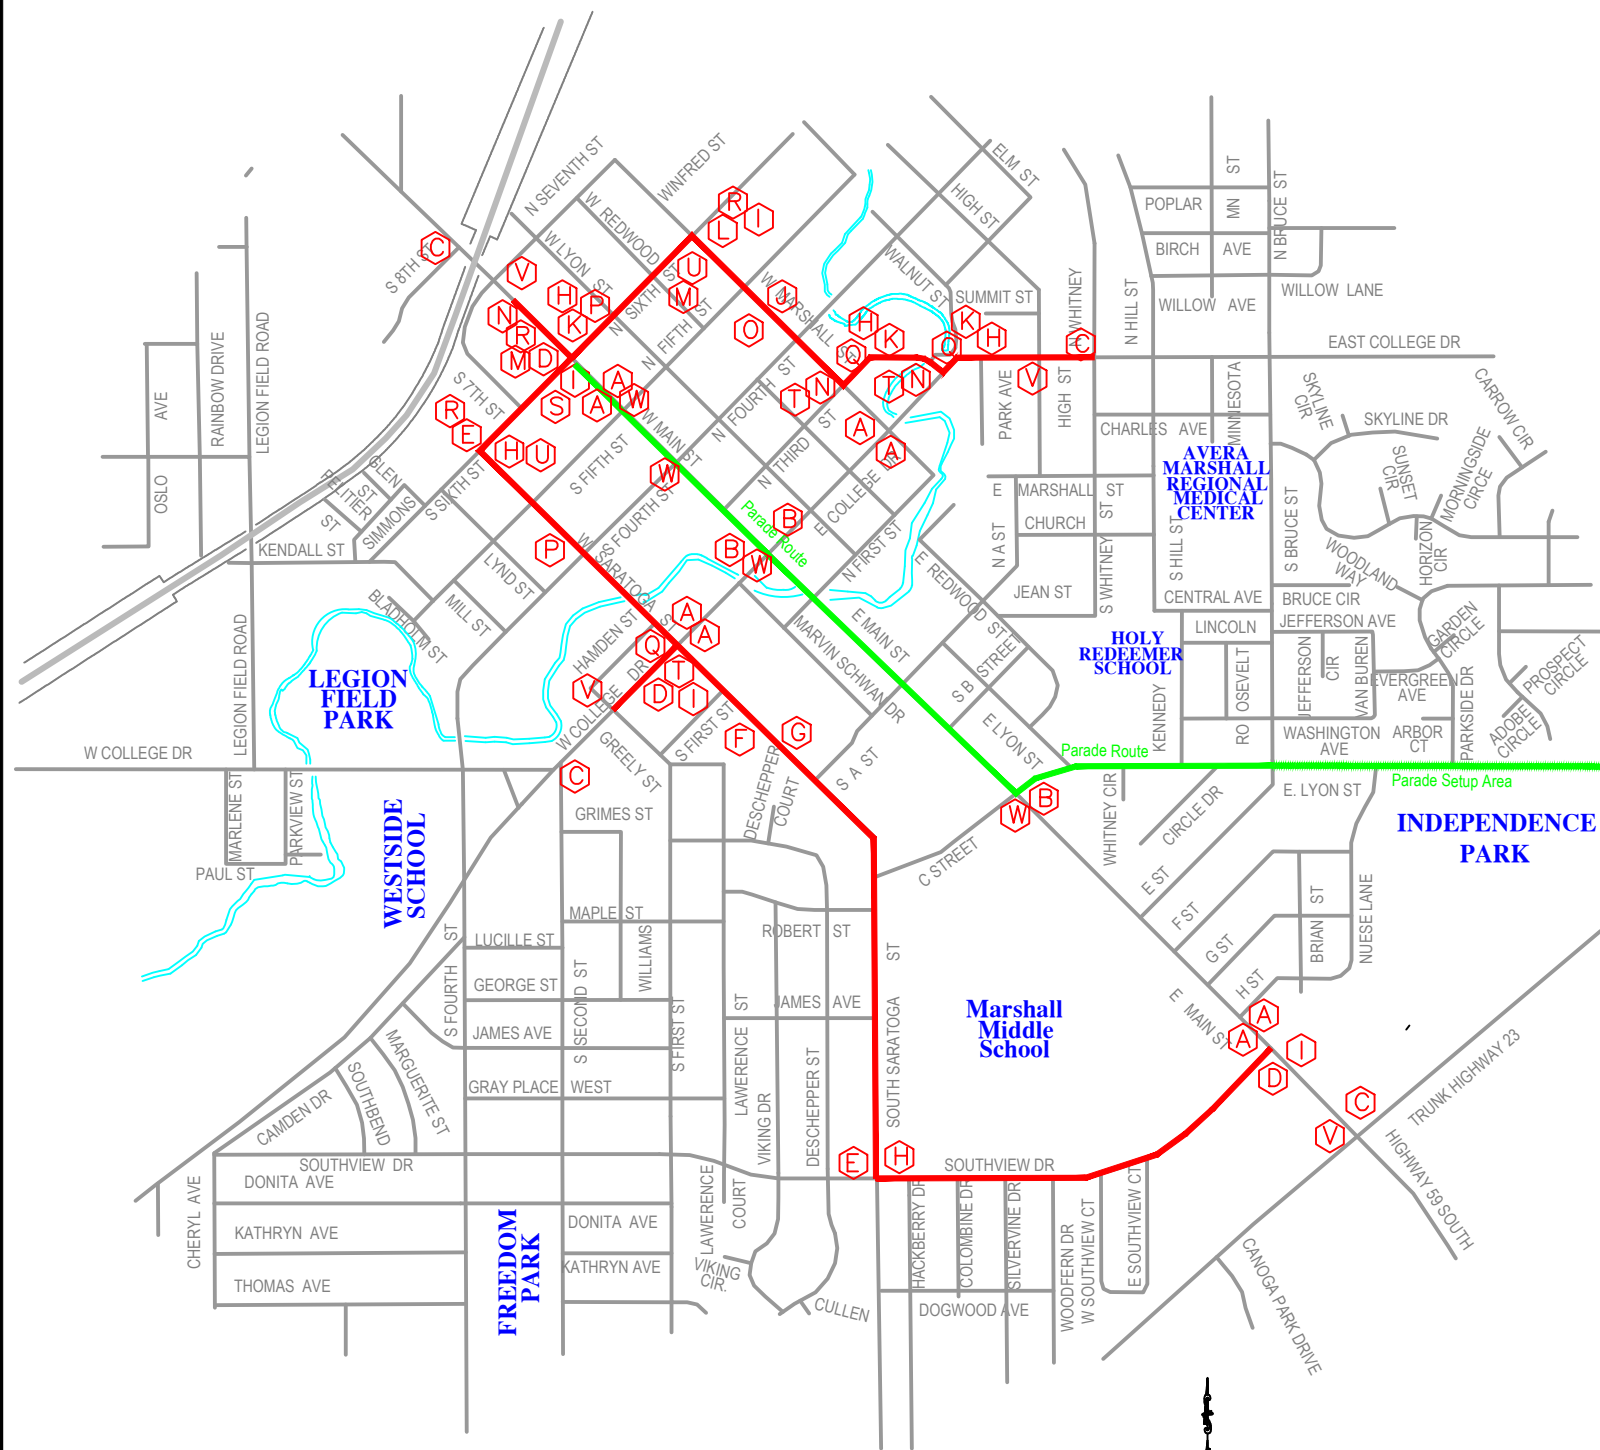 N SEVENTH ST
WINFRED ST
ELM ST
HIGH ST
W REDWOOD ST
W LYON ST
N SIXTH ST
N FIFTH ST
N FOURTH ST
N THIRD ST
W MARSHALL ST
WALNUT ST
SUMMIT ST
N WHITNEY
N HILL ST
POPLAR
MN ST
BIRCH AVE
WILLOW AVE
N BRUCE ST
WILLOW LANE
EAST COLLEGE DR
S 8TH ST
C
V
H
P
K
N
R
M
D
R
L
I
U
M
J
O
H
K
Q
O
K
H
C
V
T
N
T
N
A
A
I
A
S
A
W
R
E
H
U
W
P
B
B
W
AVE
OSLO
RAINBOW DRIVE
LEGION FIELD ROAD
S 7TH ST
S SIXTH ST
S FIFTH ST
S FOURTH ST
W MAIN ST
E COLLEGE DR
N FIRST ST
PARK AVE
HIGH ST
CHARLES AVE
MINNESOTA
SKYLINE CIR
SKYLINE DR
CARROW CIR
SUNSET CIR
MORNINGSIDE CIRCE
AVERA
MARSHALL
REGIONAL
MEDICAL
CENTER
E MARSHALL ST
CHURCH
N A ST
JEAN ST
S WHITNEY ST
S HILL ST
S BRUCE ST
CENTRAL AVE
WOODLAND WAY
HORIZON CIR
BRUCE CIR
JEFFERSON AVE
LINCOLN
GARDEN CIRCLE
GLEN ST
PELTIER ST
SIMMONS
KENDALL ST
LYND ST
MILL ST
BLADHOLM ST
W SARATOGA S
HAMDEN ST
Parade Route
E REDWOOD ST
E MAIN ST
MARVIN SCHWAN DR
S B STREET
E LYON ST
HOLY
REDEEMER
SCHOOL
KENNEDY
RO OSEVELT
JEFFERSON CIR
VAN BUREN
EVERGREEN AVE
WASHINGTON AVE
ARBOR CT
PARKSIDE DR
PROSPECT CIRCLE
ADOBE CIRCLE
LEGION
FIELD
PARK
LEGION FIELD ROAD
A
A
Q
T
V
D
I
F
G
C
W COLLEGE DR
W COLLEGE DR
GREELY ST
S FIRST ST
S A ST
DESCHEPPER COURT
Parade Route
Parade Setup Area
W
B
C STREET
WHITNEY CIR
CIRCLE DR
E. LYON ST
INDEPENDENCE
PARK
MARLENE ST
PARKVIEW ST
PAUL ST
WESTSIDE
SCHOOL
GRIMES ST
MAPLE ST
WILLIAMS
LUCILLE ST
GEORGE ST
JAMES AVE
GRAY PLACE WEST
S FOURTH ST
S SECOND ST
S FIRST ST
LAWERENCE ST
ROBERT ST
JAMES AVE
VIKING DR
DESCHEPPER ST
SOUTH SARATOGA ST
Marshall
Middle
School
E ST
F ST
G ST
H ST
BRIAN ST
NUESE LANE
E MAIN ST
A
A
I
D
C
V
TRUNK HIGHWAY 23
HIGHWAY 59 SOUTH
CANOGA PARK DRIVE
CAMDEN DR
SOUTHBEND
MARGUERITE ST
SOUTHVIEW DR
DONITA AVE
CHERYL AVE
KATHRYN AVE
THOMAS AVE
FREEDOM
PARK
DONITA AVE
KATHRYN AVE
LAWERENCE COURT
VIKING CIR.
CULLEN
E
H
SOUTHVIEW DR
HACKBERRY DR
COLOMBINE DR
SILVERVINE DR
WOODFERN DR
W SOUTHVIEW CT
E SOUTHVIEW CT
DOGWOOD AVE